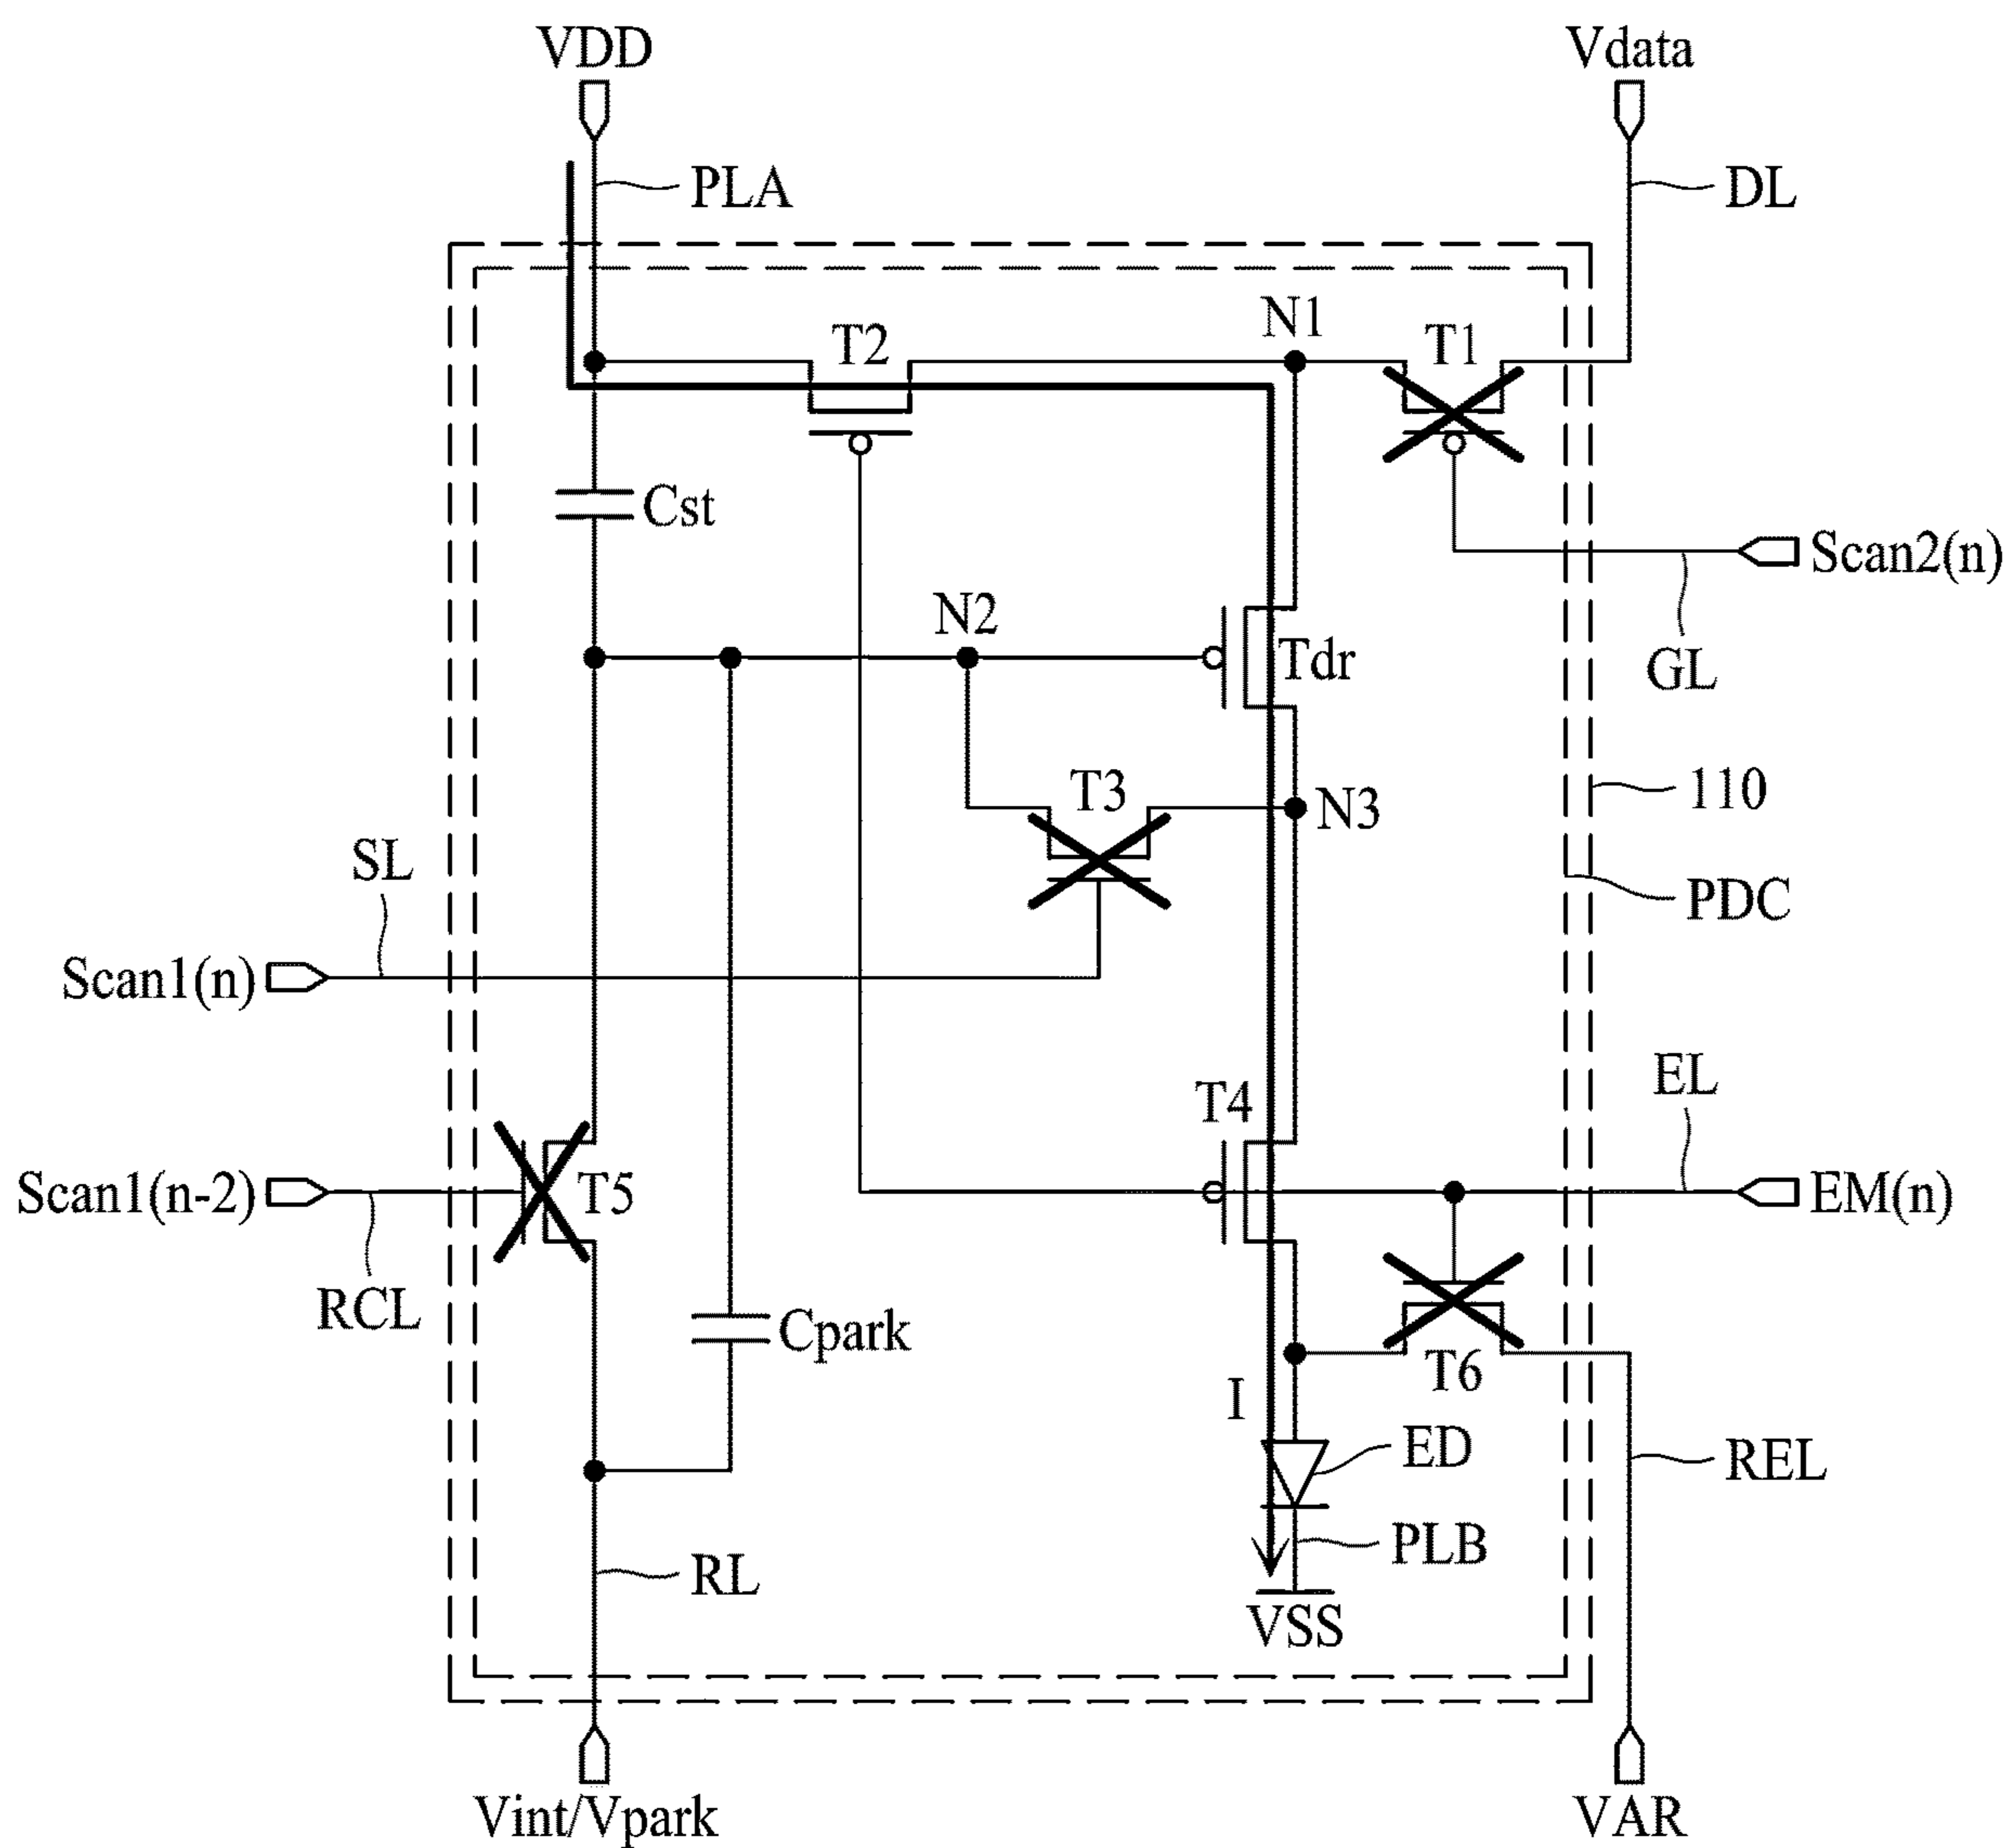 VDD
Vdata
PLA
DL
T2
N1
T1
Cst
Scan2(n)
N2
Tdr
GL
T3
N3
110
SL
PDC
Scan1(n)
T4
EL
Scan1(n-2)
T5
EM(n)
RCL
Cpark
T6
I
ED
REL
PLB
RL
VSS
Vint/Vpark
VAR